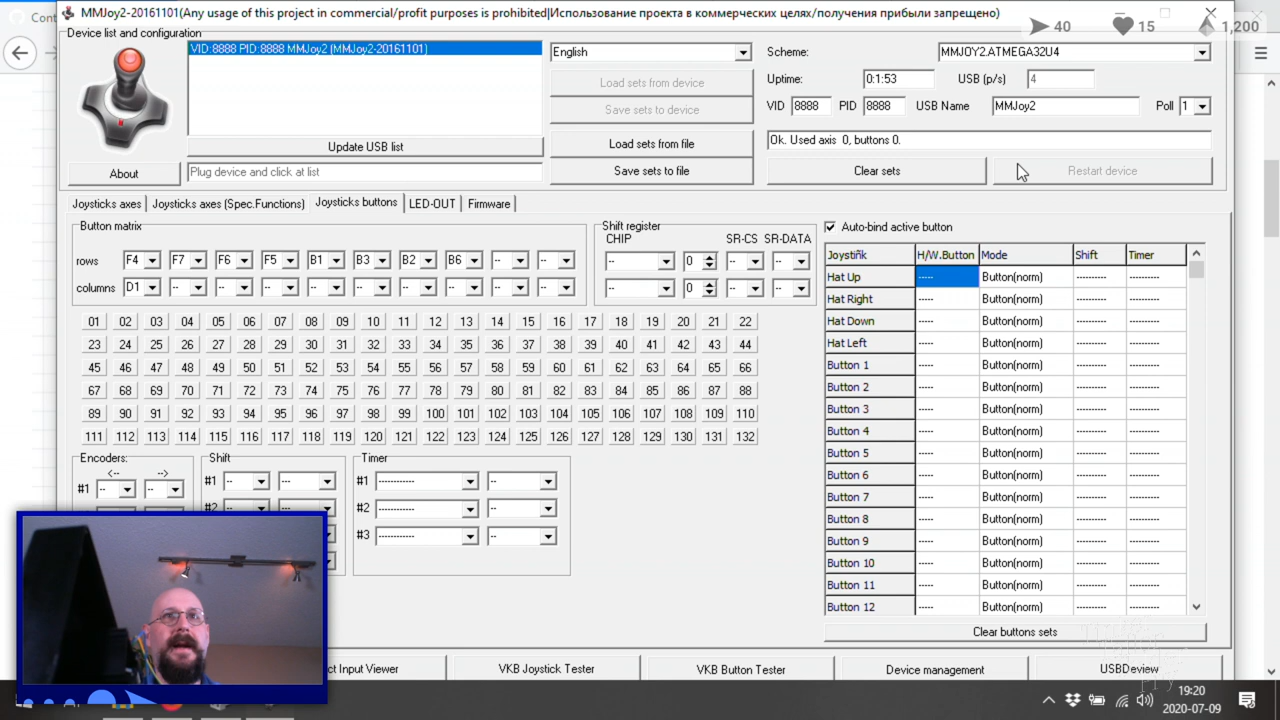 MMJoy2-20161101(Any usage of this project in commercial/profit purposes is prohibited|Использование проекта в коммерческих целях/получения прибыли запрещено)
Cont
40
15
1,200
Device list and configuration
VID:8888 PID:8888 MMJoy2 (MMJoy2-20161101)
English
Scheme:
MMJOY2.ATMEGA32U4
Load sets from device
Uptime:
0:1:53
USB (p/s)
4
Save sets to device
VID
8888
PID
8888
USB Name
MMJoy2
Poll
1
Update USB list
Load sets from file
Ok. Used axis 0, buttons 0.
About
Plug device and click at list
Save sets to file
Clear sets
Restart device
Joysticks axes
Joysticks axes (Spec.Functions)
Joysticks buttons
LED-OUT
Firmware
Button matrix
Shift register
CHIP SR-CS SR-DATA
rows F4 F7 F6 F5 B1 B3 B2 B6 -- --
-- 0 -- --
columns D1 -- -- -- -- -- -- -- -- --
-- 0 -- --
01 02 03 04 05 06 07 08 09 10 11 12 13 14 15 16 17 18 19 20 21 22
23 24 25 26 27 28 29 30 31 32 33 34 35 36 37 38 39 40 41 42 43 44
45 46 47 48 49 50 51 52 53 54 55 56 57 58 59 60 61 62 63 64 65 66
67 68 69 70 71 72 73 74 75 76 77 78 79 80 81 82 83 84 85 86 87 88
89 90 91 92 93 94 95 96 97 98 99 100 101 102 103 104 105 106 107 108 109 110
111 112 113 114 115 116 117 118 119 120 121 122 123 124 125 126 127 128 129 130 131 132
Encoders:
<-- -->
#1 -- --
Shift
#1 -- ---
#2 -- ---
Timer
#1 ----------- --
#2 ----------- --
#3 ----------- --
Auto-bind active button
Joystiñk H/W.Button Mode Shift Timer
Hat Up ----- Button(norm) --------- ---------
Hat Right ----- Button(norm) --------- ---------
Hat Down ----- Button(norm) --------- ---------
Hat Left ----- Button(norm) --------- ---------
Button 1 ----- Button(norm) --------- ---------
Button 2 ----- Button(norm) --------- ---------
Button 3 ----- Button(norm) --------- ---------
Button 4 ----- Button(norm) --------- ---------
Button 5 ----- Button(norm) --------- ---------
Button 6 ----- Button(norm) --------- ---------
Button 7 ----- Button(norm) --------- ---------
Button 8 ----- Button(norm) --------- ---------
Button 9 ----- Button(norm) --------- ---------
Button 10 ----- Button(norm) --------- ---------
Button 11 ----- Button(norm) --------- ---------
Button 12 ----- Button(norm) --------- ---------
Clear buttons sets
ct Input Viewer
VKB Joystick Tester
VKB Button Tester
Device management
USBDeview
19:20
2020-07-09